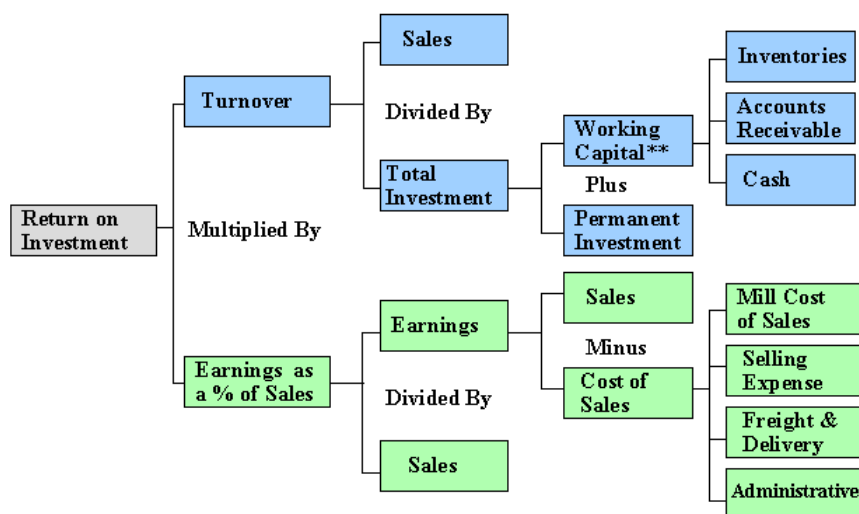 Sales
Inventories
Turnover
Divided By
Accounts
Receivable
Working
Capital**
Total
Investment
Plus
Cash
Return on
Investment
Multiplied By
Permanent
Investment
Sales
Mill Cost
of Sales
Earnings
Minus
Selling
Expense
Earnings as
a % of Sales
Divided By
Cost of
Sales
Freight &
Delivery
Sales
Administrative